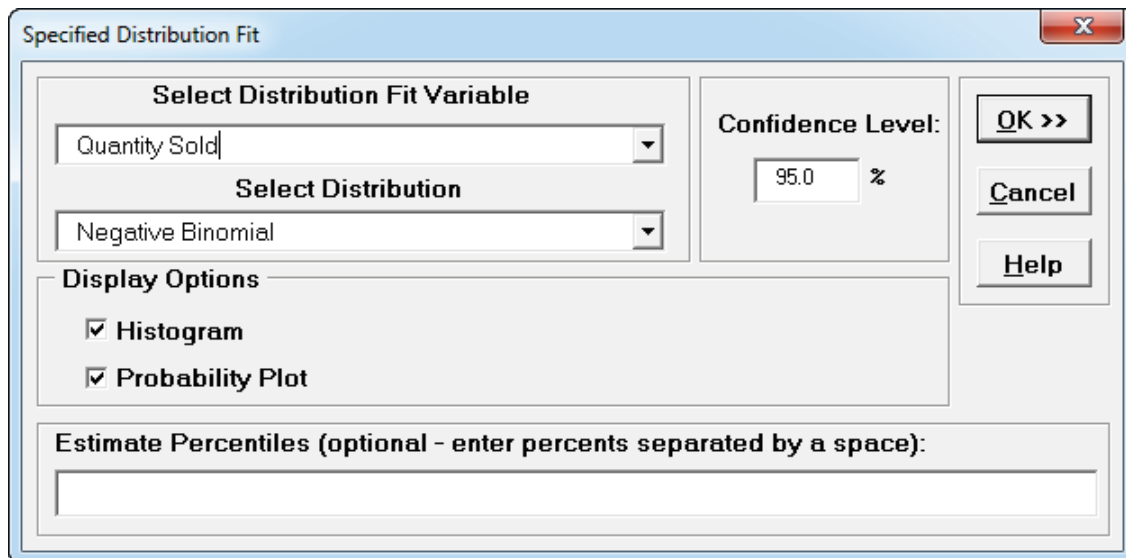 Specified Distribution Fit
X
Select Distribution Fit Variable
Quantity Sold
Select Distribution
Negative Binomial
Confidence Level:
95.0 %
OK >>
Cancel
Help
Display Options
Histogram
Probability Plot
Estimate Percentiles (optional - enter percents separated by a space):